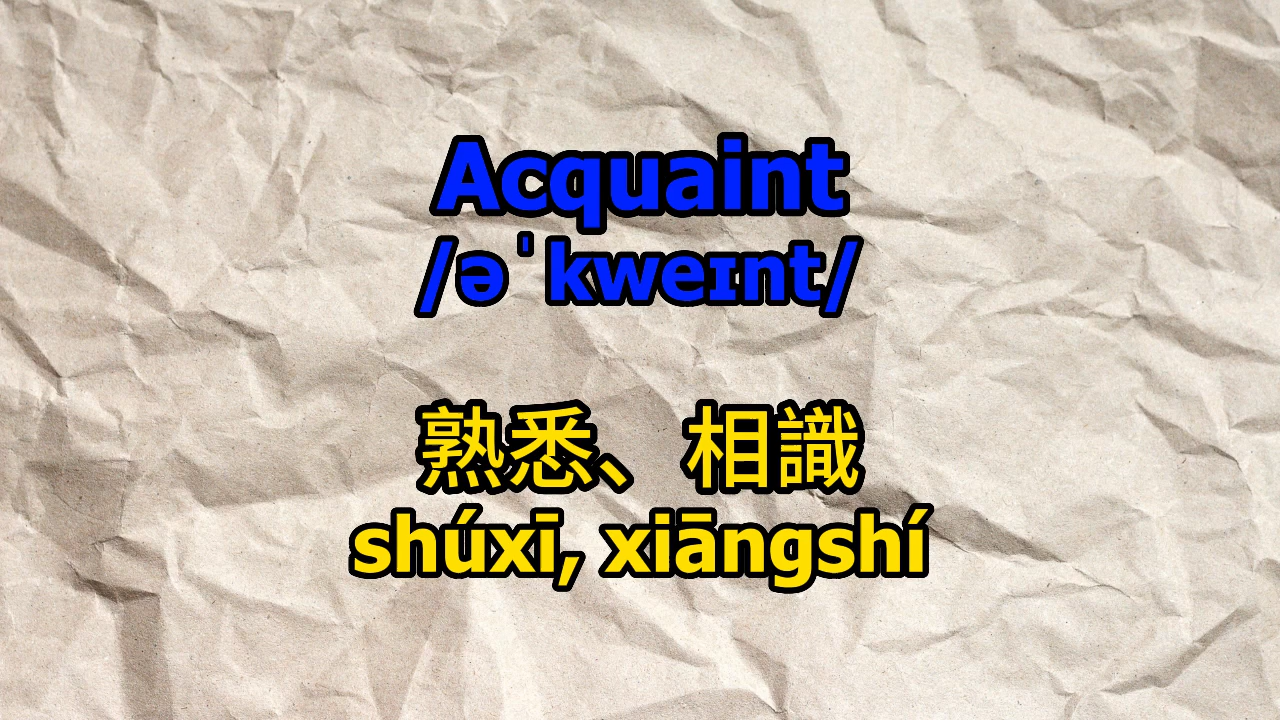 Acquaint
/əˈkweɪnt/
熟悉、相識
shúxī, xiāngshí